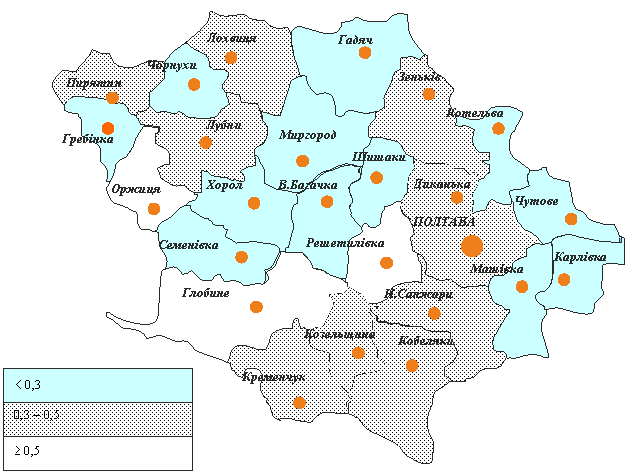 Лохвиця
Гадяч
Чорнухи
Зеньків
Пирятин
Котельва
Лубни
Миргород
Гребінка
Шишаки
Оржиця
Хорол
В.Багачка
Диканька
Чутове
ПОЛТАВА
Семенівка
Решетилівка
Машівка
Карлівка
Глобине
Н.Санжари
Козельщина
Кобеляки
Кременчук
< 0,3
0,3 – 0,5
≥ 0,5